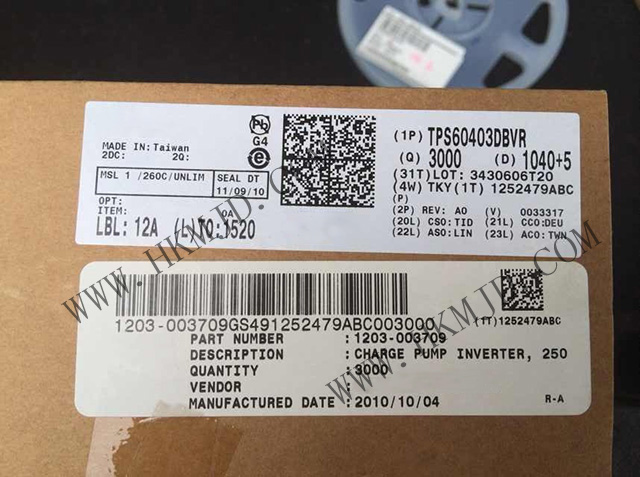 MADE IN: Taiwan
2DC: 2Q:
G4
MSL 1 /260C/UNLIM
SEAL DT
11/09/10
OPT:
ITEM:
0A
LBL: 12A (L)TO:1520
(1P) TPS60403DBVR
(Q) 3000 (D) 1040+5
(31T)LOT: 3430606T20
(4W) TKY(1T) 1252479ABC
(P)
(2P) REV: A0 (V) 0033317
(20L) CSO:TID (21L) CCO:DEU
(22L) ASO:LIN (23L) ACO:TWN
WWW.HKMJD.COM
1203-003709GS491252479ABC003000
(1T)1252479ABC
PART NUMBER : 1203-003709
DESCRIPTION : CHARGE PUMP INVERTER, 250
QUANTITY : 3000
VENDOR :
MANUFACTURED DATE : 2010/10/04
R-A
WWW.HKMJD.COM